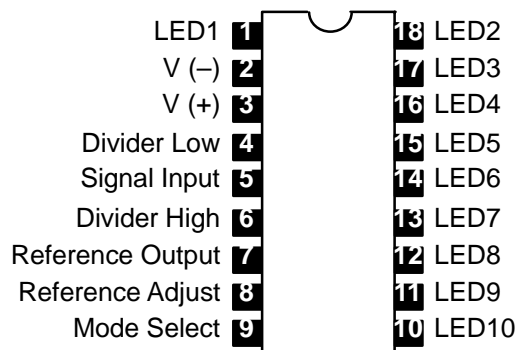 LED1 1 18 LED2
V (–) 2 17 LED3
V (+) 3 16 LED4
Divider Low 4 15 LED5
Signal Input 5 14 LED6
Divider High 6 13 LED7
Reference Output 7 12 LED8
Reference Adjust 8 11 LED9
Mode Select 9 10 LED10